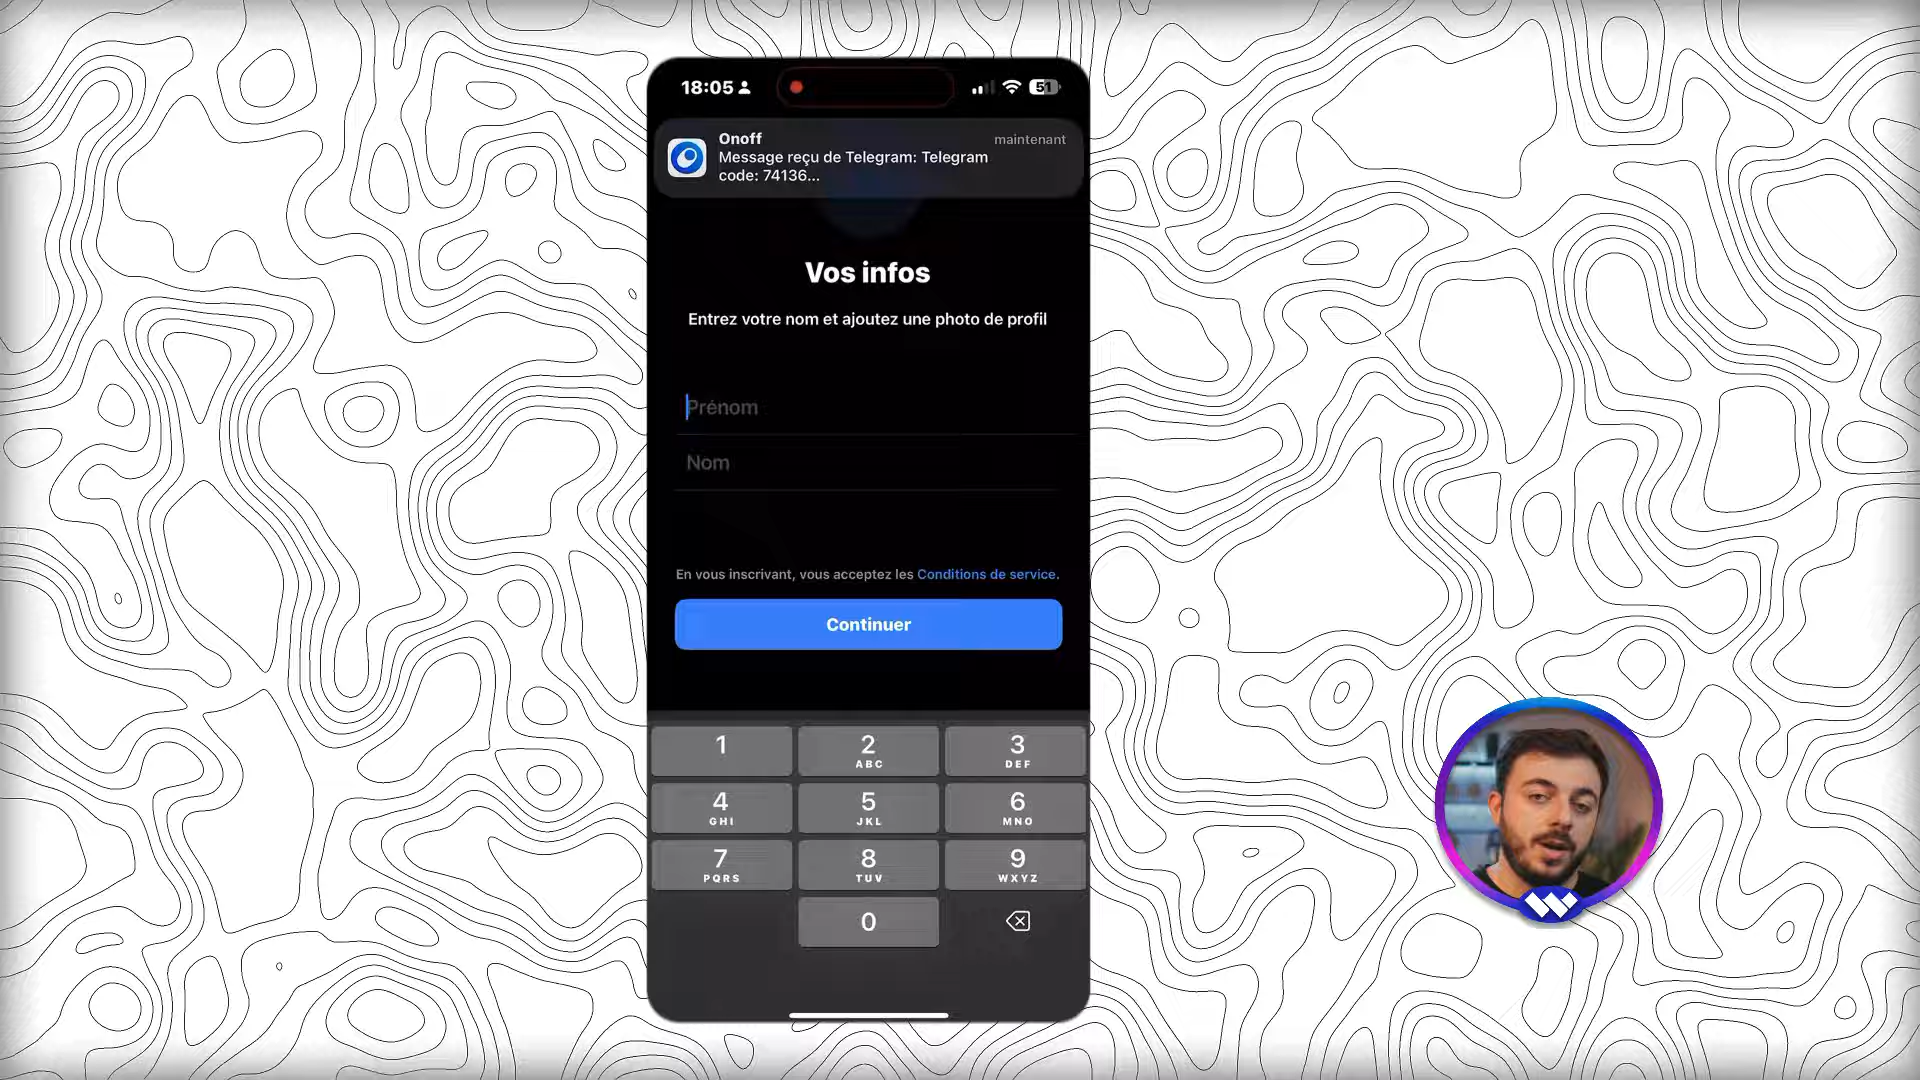 18:05
51
Onoff
maintenant
Message reçu de Telegram: Telegram
code: 74136...
Vos infos
Entrez votre nom et ajoutez une photo de profil
Prénom
Nom
En vous inscrivant, vous acceptez les Conditions de service.
Continuer
1
2
ABC
3
DEF
4
GHI
5
JKL
6
MNO
7
PQRS
8
TUV
9
WXYZ
0